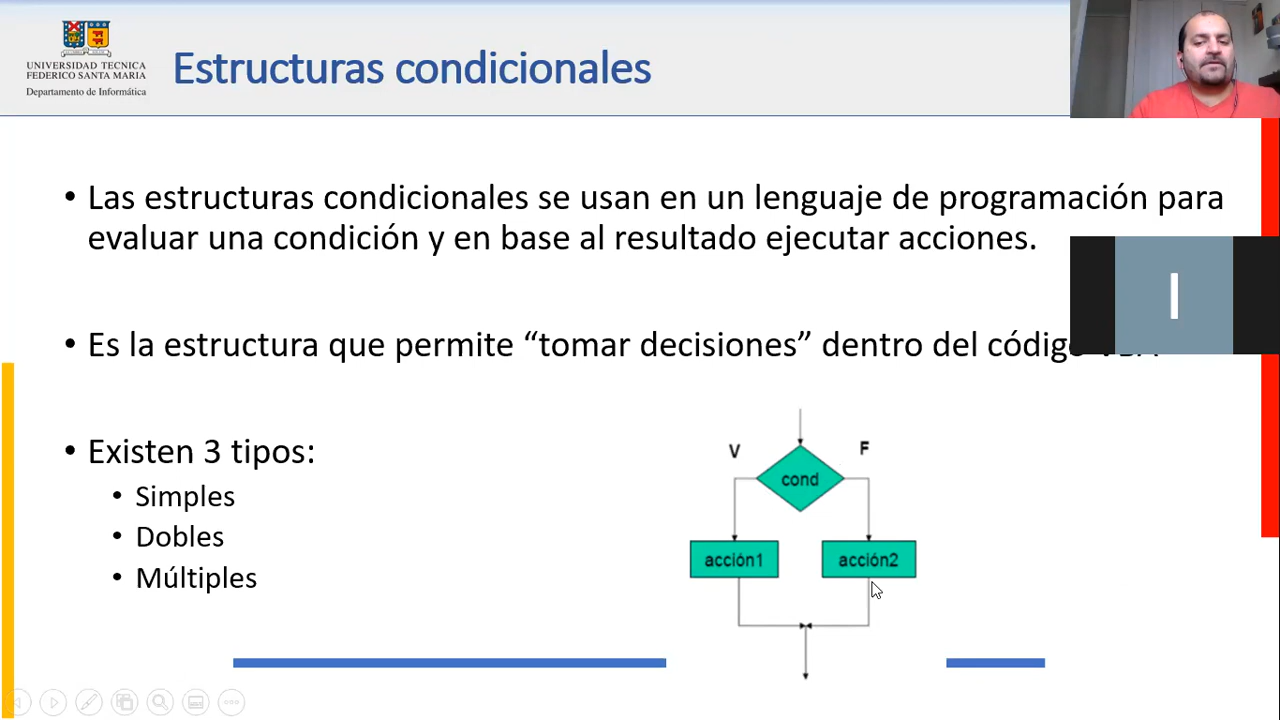 UNIVERSIDAD TECNICA
FEDERICO SANTA MARIA
Departamento de Informática
Estructuras condicionales
• Las estructuras condicionales se usan en un lenguaje de programación para
evaluar una condición y en base al resultado ejecutar acciones.
I
• Es la estructura que permite “tomar decisiones” dentro del código
• Existen 3 tipos:
• Simples
• Dobles
• Múltiples
V
F
cond
acción1
acción2